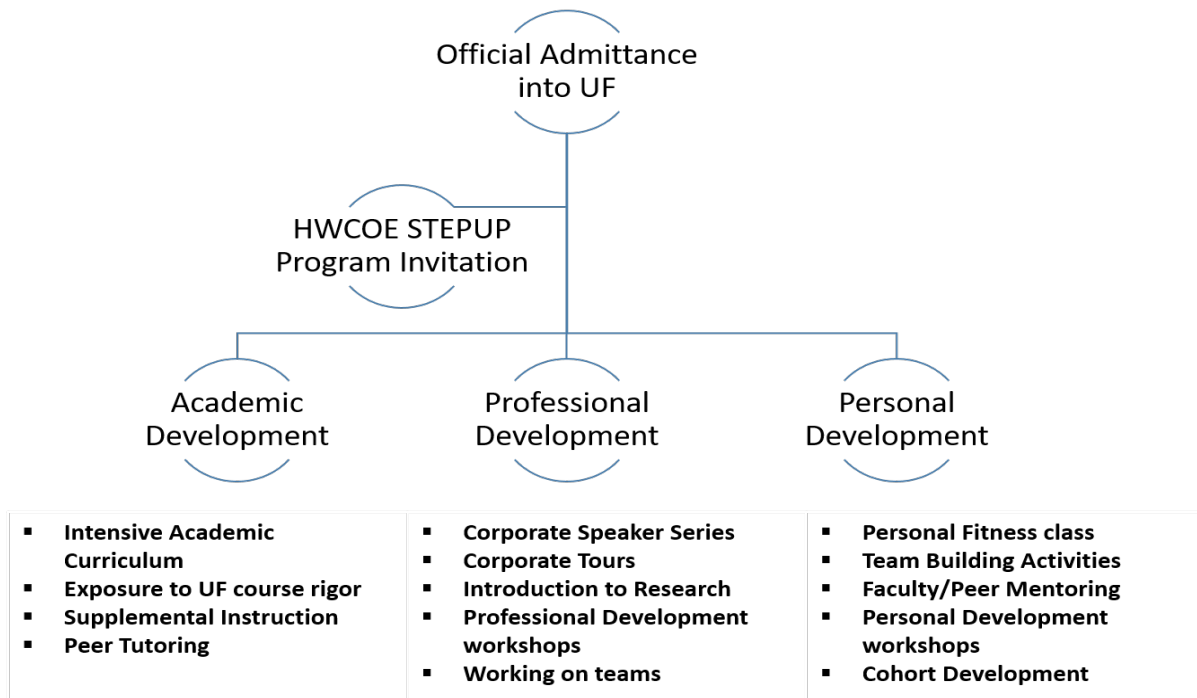 Official Admittance
into UF
HWCOE STEPUP
Program Invitation
Academic
Development
Professional
Development
Personal
Development
▪ Intensive Academic
Curriculum
▪ Exposure to UF course rigor
▪ Supplemental Instruction
▪ Peer Tutoring
▪ Corporate Speaker Series
▪ Corporate Tours
▪ Introduction to Research
▪ Professional Development
workshops
▪ Working on teams
▪ Personal Fitness class
▪ Team Building Activities
▪ Faculty/Peer Mentoring
▪ Personal Development
workshops
▪ Cohort Development